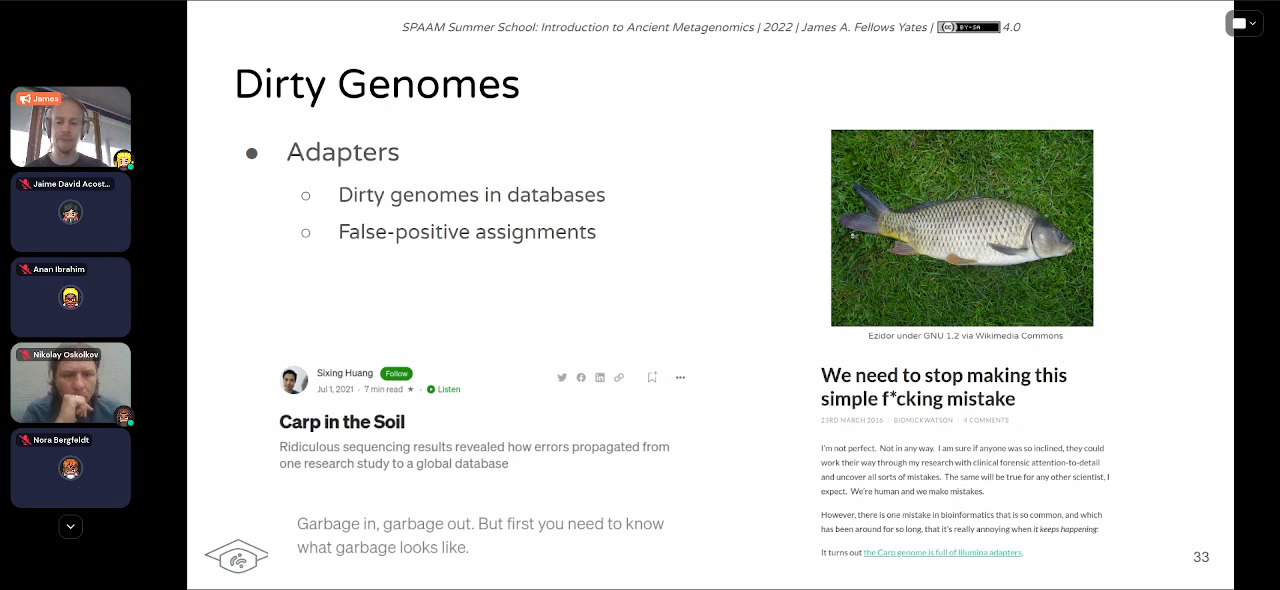 SPAAM Summer School: Introduction to Ancient Metagenomics | 2022 | James A. Fellows Yates | CC BY-SA 4.0
Dirty Genomes
James
Jaime David Acost...
Anan Ibrahim
Nikolay Oskolkov
Nora Bergfeldt
● Adapters
○ Dirty genomes in databases
○ False-positive assignments
Ezidor under GNU 1.2 via Wikimedia Commons
Sixing Huang Follow
Jul 1, 2021 · 7 min read ★ · Listen
Carp in the Soil
Ridiculous sequencing results revealed how errors propagated from
one research study to a global database
Garbage in, garbage out. But first you need to know
what garbage looks like.
We need to stop making this
simple f*cking mistake
23RD MARCH 2016 · BIOMICKWATSON · 4 COMMENTS
I'm not perfect. Not in any way. I am sure if anyone was so inclined, they could
work their way through my research with clinical forensic attention-to-detail
and uncover all sorts of mistakes. The same will be true for any other scientist, I
expect. We're human and we make mistakes.
However, there is one mistake in bioinformatics that is so common, and which
has been around for so long, that it's really annoying when it keeps happening:
It turns out the Carp genome is full of Illumina adapters.
33